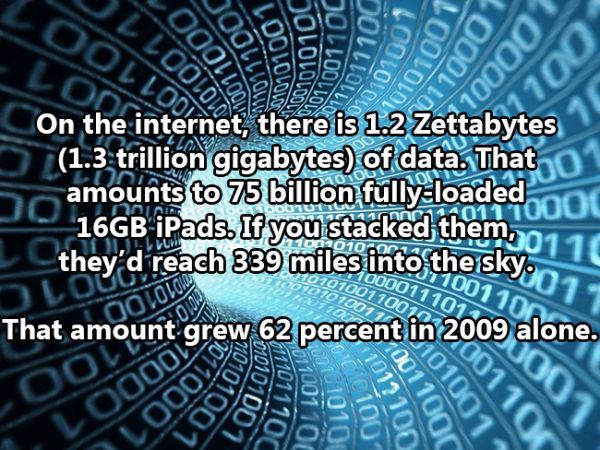 On the internet, there is 1.2 Zettabytes
(1.3 trillion gigabytes) of data. That
amounts to 75 billion fully-loaded
16GB iPads. If you stacked them,
they'd reach 339 miles into the sky.
That amount grew 62 percent in 2009 alone.